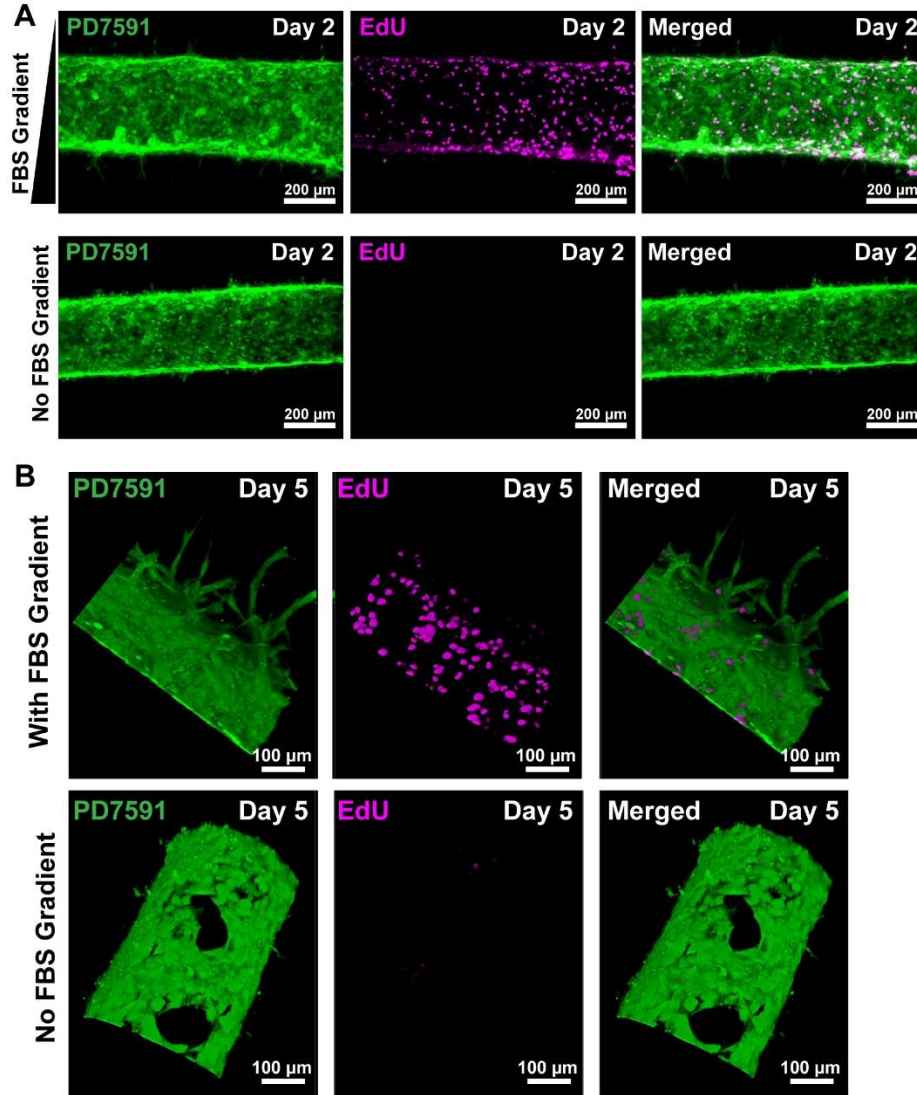 A
FBS Gradient
PD7591 Day 2
EdU Day 2
Merged Day 2
200 µm
200 µm
200 µm
No FBS Gradient
PD7591 Day 2
EdU Day 2
Merged Day 2
200 µm
200 µm
200 µm
B
With FBS Gradient
PD7591 Day 5
EdU Day 5
Merged Day 5
100 µm
100 µm
100 µm
No FBS Gradient
PD7591 Day 5
EdU Day 5
Merged Day 5
100 µm
100 µm
100 µm